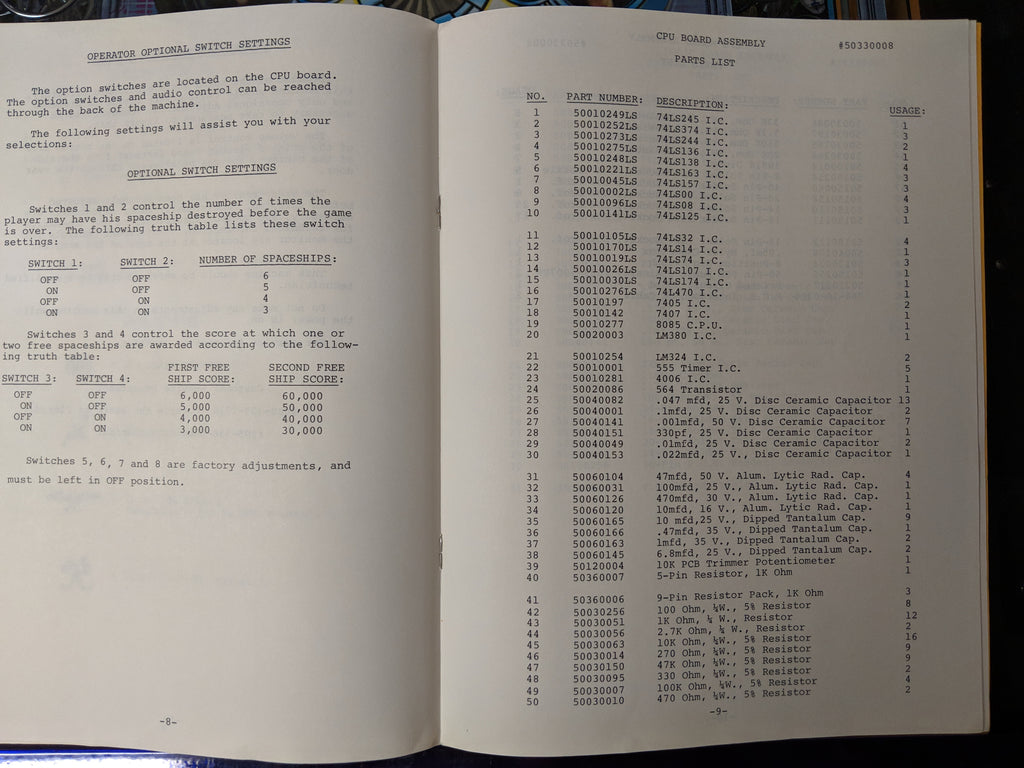 OPERATOR OPTIONAL SWITCH SETTINGS
The option switches are located on the CPU board.
The option switches and audio control can be reached
through the back of the machine.
The following settings will assist you with your
selections:
OPTIONAL SWITCH SETTINGS
Switches 1 and 2 control the number of times the
player may have his spaceship destroyed before the game
is over. The following truth table lists these switch
settings:
SWITCH 1: SWITCH 2: NUMBER OF SPACESHIPS:
OFF OFF 6
ON OFF 5
OFF ON 4
ON ON 3
Switches 3 and 4 control the score at which one or
two free spaceships are awarded according to the follow-
ing truth table:
FIRST FREE SECOND FREE
SWITCH 3: SWITCH 4: SHIP SCORE: SHIP SCORE:
OFF OFF 6,000 60,000
ON OFF 5,000 50,000
OFF ON 4,000 40,000
ON ON 3,000 30,000
Switches 5, 6, 7 and 8 are factory adjustments, and
must be left in OFF position.
-8-
CPU BOARD ASSEMBLY #50330008
PARTS LIST
NO. PART NUMBER: DESCRIPTION: USAGE:
1 50010249LS 74LS245 I.C. 1
2 50010252LS 74LS374 I.C. 3
3 50010273LS 74LS244 I.C. 2
4 50010275LS 74LS136 I.C. 1
5 50010248LS 74LS138 I.C. 4
6 50010221LS 74LS163 I.C. 3
7 50010045LS 74LS157 I.C. 3
8 50010002LS 74LS00 I.C. 4
9 50010096LS 74LS08 I.C. 3
10 50010141LS 74LS125 I.C. 1
11 50010105LS 74LS32 I.C. 4
12 50010170LS 74LS14 I.C. 1
13 50010019LS 74LS74 I.C. 3
14 50010026LS 74LS107 I.C. 1
15 50010030LS 74LS174 I.C. 1
16 50010276LS 74L470 I.C. 1
17 50010197 7405 I.C. 2
18 50010142 7407 I.C. 1
19 50010277 8085 C.P.U. 1
20 50020003 LM380 I.C. 1
21 50010254 LM324 I.C. 2
22 50010001 555 Timer I.C. 5
23 50010281 4006 I.C. 1
24 50020086 564 Transistor 1
25 50040082 .047 mfd, 25 V. Disc Ceramic Capacitor 13
26 50040001 .1mfd, 25 V. Disc Ceramic Capacitor 2
27 50040141 .001mfd, 50 V. Disc Ceramic Capacitor 7
28 50040151 330pf, 25 V. Disc Ceramic Capacitor 1
29 50040049 .01mfd, 25 V. Disc Ceramic Capacitor 2
30 50040153 .022mfd, 25 V., Disc Ceramic Capacitor 1
31 50060104 47mfd, 50 V. Alum. Lytic Rad. Cap. 4
32 50060031 100mfd, 25 V., Alum. Lytic Rad. Cap. 1
33 50060126 470mfd, 30 V., Alum. Lytic Rad. Cap. 1
34 50060120 10mfd, 16 V., Alum. Lytic Rad. Cap. 1
35 50060165 10 mfd,25 V., Dipped Tantalum Cap. 9
36 50060166 .47mfd, 35 V., Dipped Tantalum Cap. 1
37 50060163 1mfd, 35 V., Dipped Tantalum Cap. 2
38 50060145 6.8mfd, 25 V., Dipped Tantalum Cap. 2
39 50120004 10K PCB Trimmer Potentiometer 1
40 50360007 5-Pin Resistor, 1K Ohm 1
41 50360006 9-Pin Resistor Pack, 1K Ohm 3
42 50030256 100 Ohm, ¼W., 5% Resistor 8
43 50030051 1K Ohm, ¼ W., Resistor 12
44 50030056 2.7K Ohm, ¼ W., Resistor 2
45 50030063 10K Ohm, ¼W., 5% Resistor 16
46 50030014 270 Ohm, ¼W., 5% Resistor 9
47 50030150 47K Ohm, ¼W., 5% Resistor 9
48 50030095 330 Ohm, ¼W., 5% Resistor 2
49 50030007 100K Ohm, ¼W., 5% Resistor 4
50 50030010 470 Ohm, ¼W., 5% Resistor 2
-9-